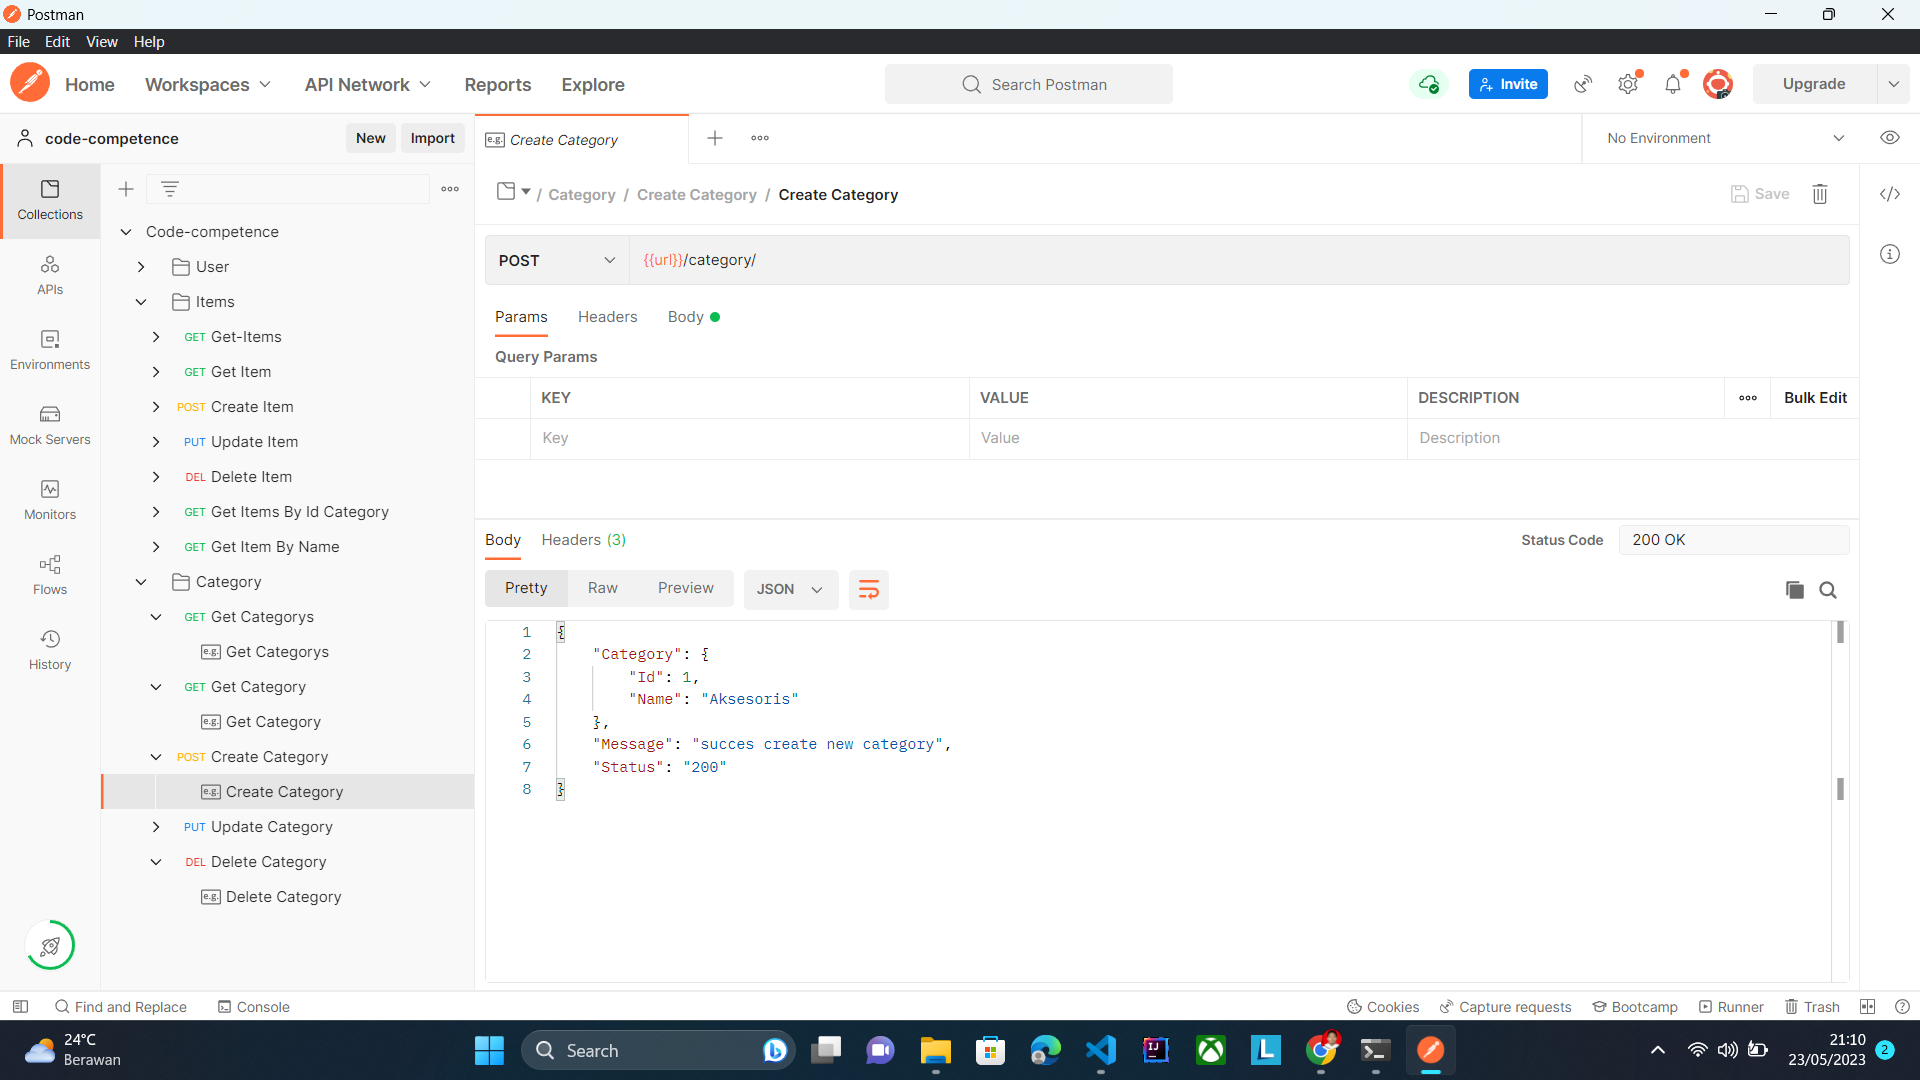 Postman
File Edit View Help
Home Workspaces API Network Reports Explore Search Postman Invite Upgrade
code-competence New Import
e.g. Create Category
No Environment
Collections
APIs
Environments
Mock Servers
Monitors
Flows
History
Code-competence
User
Items
GET Get-Items
GET Get Item
POST Create Item
PUT Update Item
DEL Delete Item
GET Get Items By Id Category
GET Get Item By Name
Category
GET Get Categorys
e.g. Get Categorys
GET Get Category
e.g. Get Category
POST Create Category
e.g. Create Category
PUT Update Category
DEL Delete Category
e.g. Delete Category
/ Category / Create Category / Create Category
Save
POST {{url}}/category/
Params Headers Body
Query Params
KEY VALUE DESCRIPTION Bulk Edit
Key Value Description
Body Headers (3) Status Code 200 OK
Pretty Raw Preview JSON
1 {
2 "Category": {
3 "Id": 1,
4 "Name": "Aksesoris"
5 },
6 "Message": "succes create new category",
7 "Status": "200"
8 }
Find and Replace Console Cookies Capture requests Bootcamp Runner Trash
24°C
Berawan
Search
IJ
L
21:10
23/05/2023
2